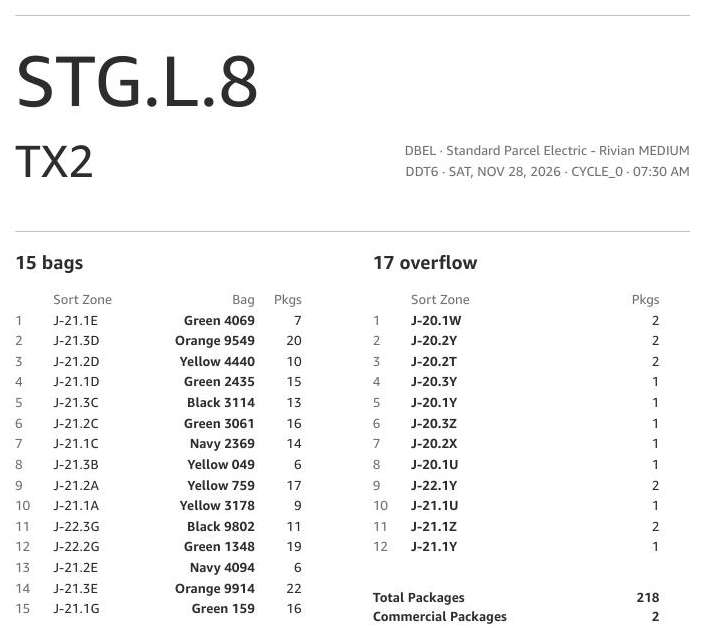 STG.L.8
TX2
DBEL · Standard Parcel Electric - Rivian MEDIUM
DDT6 · SAT, NOV 28, 2026 · CYCLE_0 · 07:30 AM
15 bags
Sort Zone Bag Pkgs
1 J-21.1E Green 4069 7
2 J-21.3D Orange 9549 20
3 J-21.2D Yellow 4440 10
4 J-21.1D Green 2435 15
5 J-21.3C Black 3114 13
6 J-21.2C Green 3061 16
7 J-21.1C Navy 2369 14
8 J-21.3B Yellow 049 6
9 J-21.2A Yellow 759 17
10 J-21.1A Yellow 3178 9
11 J-22.3G Black 9802 11
12 J-22.2G Green 1348 19
13 J-21.2E Navy 4094 6
14 J-21.3E Orange 9914 22
15 J-21.1G Green 159 16
17 overflow
Sort Zone Pkgs
1 J-20.1W 2
2 J-20.2Y 2
3 J-20.2T 2
4 J-20.3Y 1
5 J-20.1Y 1
6 J-20.3Z 1
7 J-20.2X 1
8 J-20.1U 1
9 J-22.1Y 2
10 J-21.1U 1
11 J-21.1Z 2
12 J-21.1Y 1
Total Packages 218
Commercial Packages 2